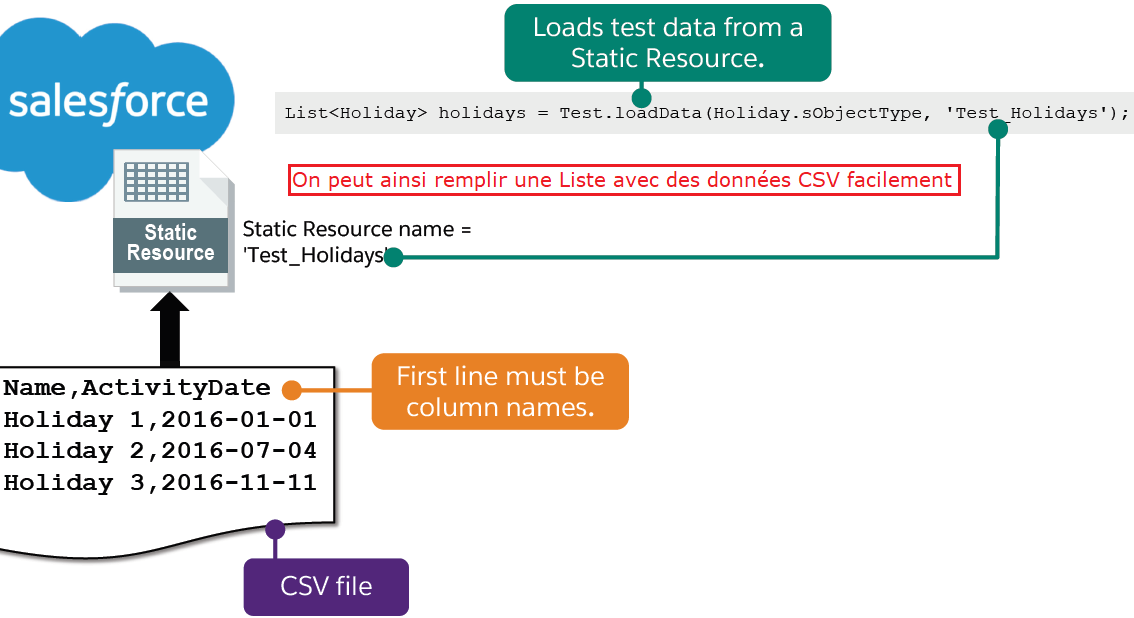 Loads test data from a
Static Resource.
salesforce
List<Holiday> holidays = Test.loadData(Holiday.sObjectType, 'Test_Holidays');
On peut ainsi remplir une Liste avec des données CSV facilement
Static
Resource
Static Resource name =
'Test_Holidays'
Name,ActivityDate
Holiday 1,2016-01-01
Holiday 2,2016-07-04
Holiday 3,2016-11-11
First line must be
column names.
CSV file